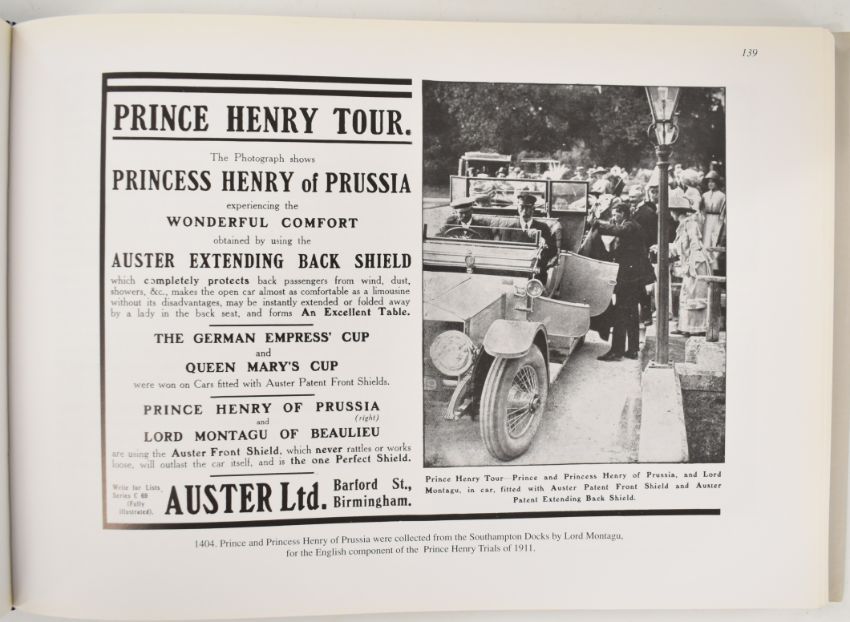 139
PRINCE HENRY TOUR.
The Photograph shows
PRINCESS HENRY of PRUSSIA
experiencing the
WONDERFUL COMFORT
obtained by using the
AUSTER EXTENDING BACK SHIELD
which completely protects back passengers from wind, dust,
showers, &c., makes the open car almost as comfortable as a limousine
without its disadvantages, may be instantly extended or folded away
by a lady in the back seat, and forms An Excellent Table.
THE GERMAN EMPRESS' CUP
and
QUEEN MARY'S CUP
were won on Cars fitted with Auster Patent Front Shields.
PRINCE HENRY OF PRUSSIA
(right)
and
LORD MONTAGU OF BEAULIEU
are using the Auster Front Shield, which never rattles or works
loose, will outlast the car itself, and is the one Perfect Shield.
Write for Lists
Series C 69
(Fully
illustrated).
AUSTER Ltd.
Barford St.,
Birmingham.
Prince Henry Tour—Prince and Princess Henry of Prussia, and Lord
Montagu, in car, fitted with Auster Patent Front Shield and Auster
Patent Extending Back Shield.
1404. Prince and Princess Henry of Prussia were collected from the Southampton Docks by Lord Montagu,
for the English component of the Prince Henry Trials of 1911.